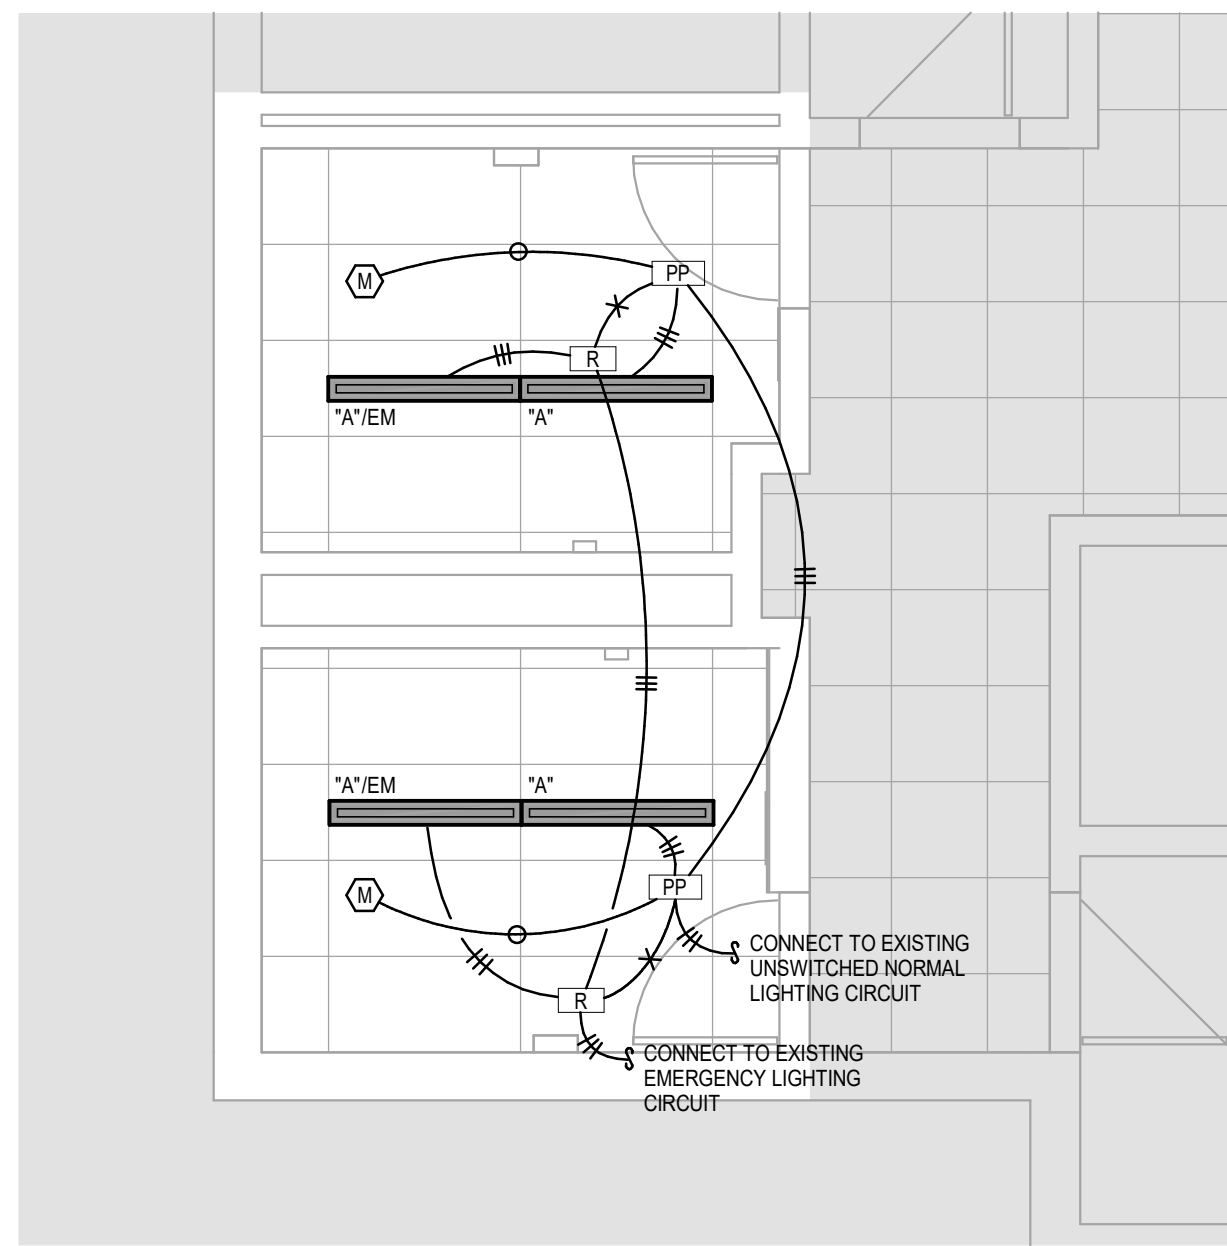 PP
M
R
"A"/EM "A"
"A"/EM "A"
PP
M
CONNECT TO EXISTING
UNSWITCHED NORMAL
LIGHTING CIRCUIT
R
CONNECT TO EXISTING
EMERGENCY LIGHTING
CIRCUIT